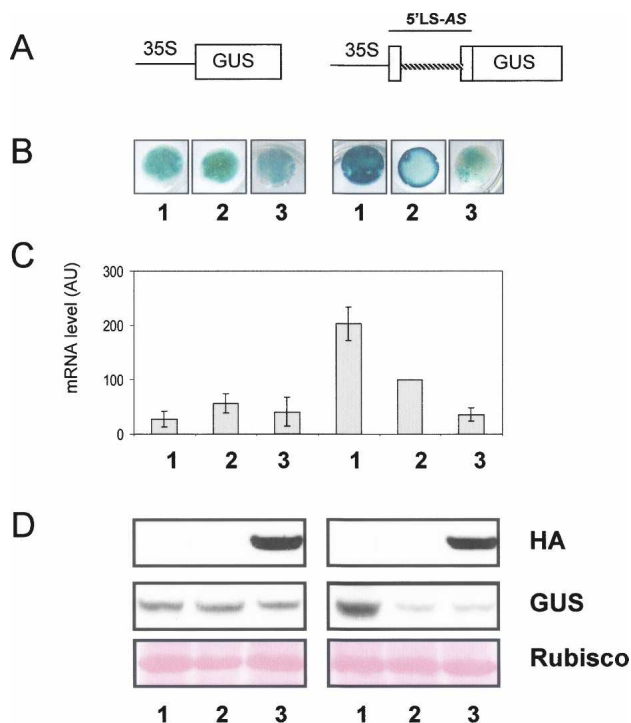 A
5'LS-AS
35S
GUS
35S
GUS
B
1 2 3 1 2 3
C
mRNA level (AU)
300
200
100
0
1 2 3 1 2 3
D
HA
GUS
Rubisco
1 2 3 1 2 3